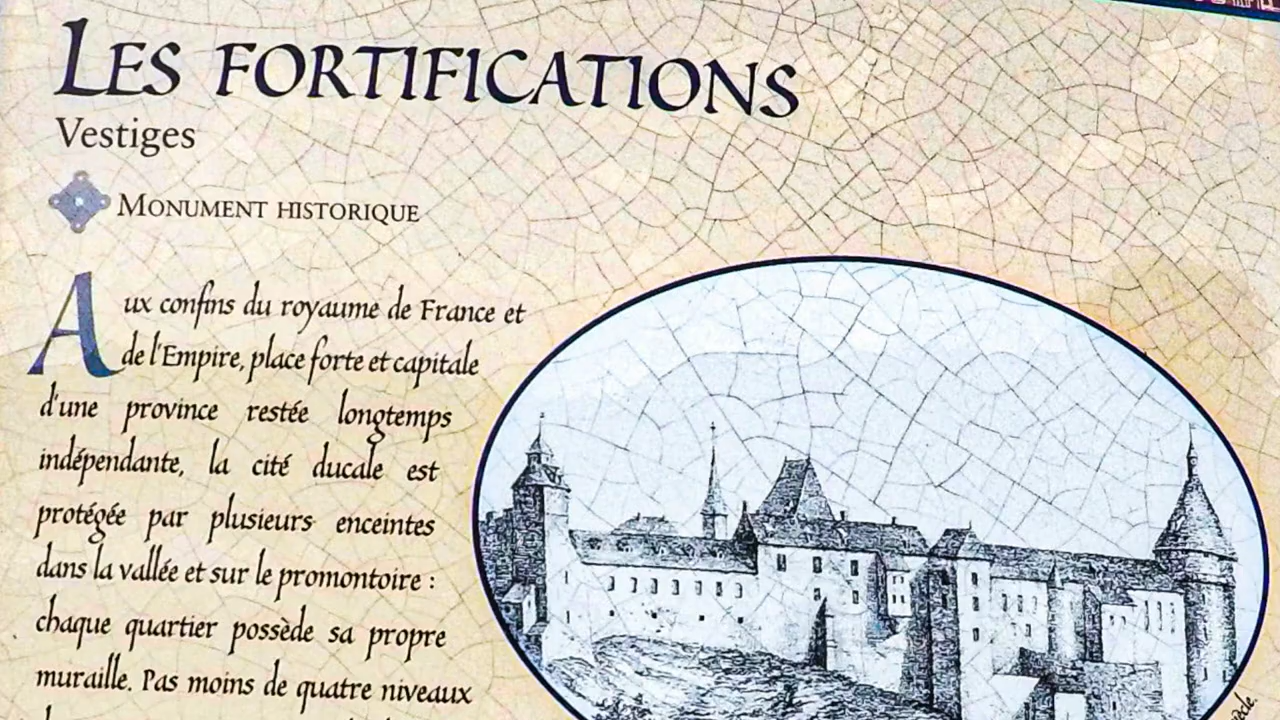 LES FORTIFICATIONS
Vestiges
MONUMENT HISTORIQUE
Aux confins du royaume de France et
de l'Empire, place forte et capitale
d'une province restée longtemps
indépendante, la cité ducale est
protégée par plusieurs enceintes
dans la vallée et sur le promontoire :
chaque quartier possède sa propre
muraille. Pas moins de quatre niveaux